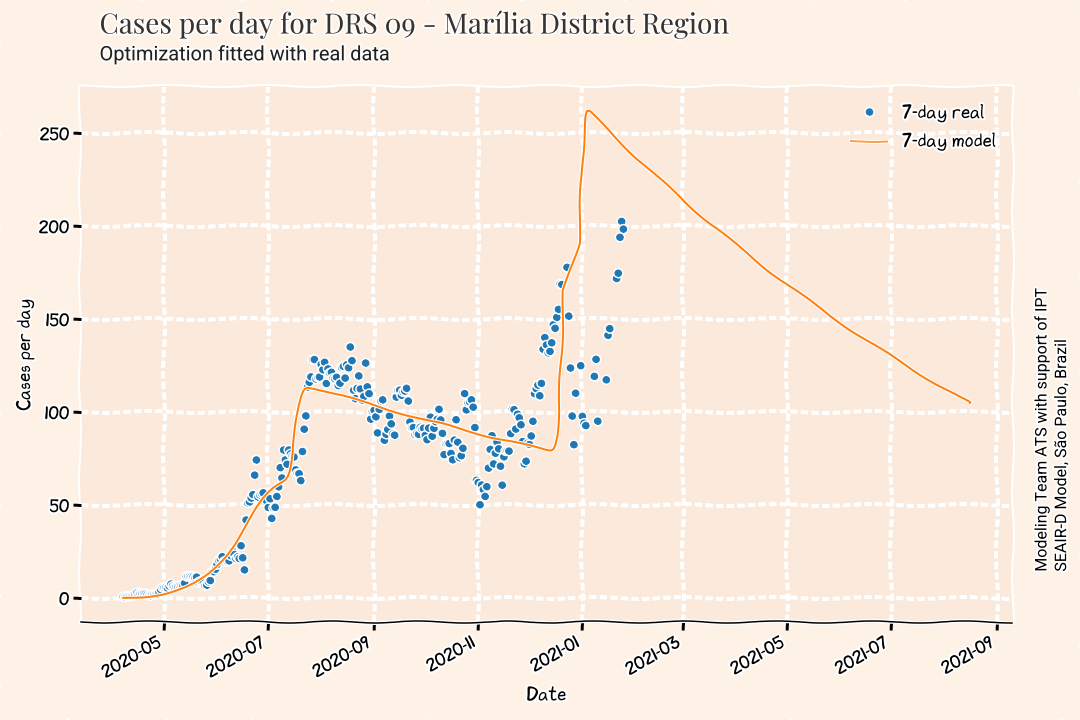 Cases per day for DRS 09 - Marília District Region
Optimization fitted with real data
7-day real
7-day model
250
200
150
100
50
0
Cases per day
2020-05
2020-07
2020-09
2020-11
2021-01
2021-03
2021-05
2021-07
2021-09
Date
Modeling Team ATS with support of IPT
SEAIR-D Model, São Paulo, Brazil